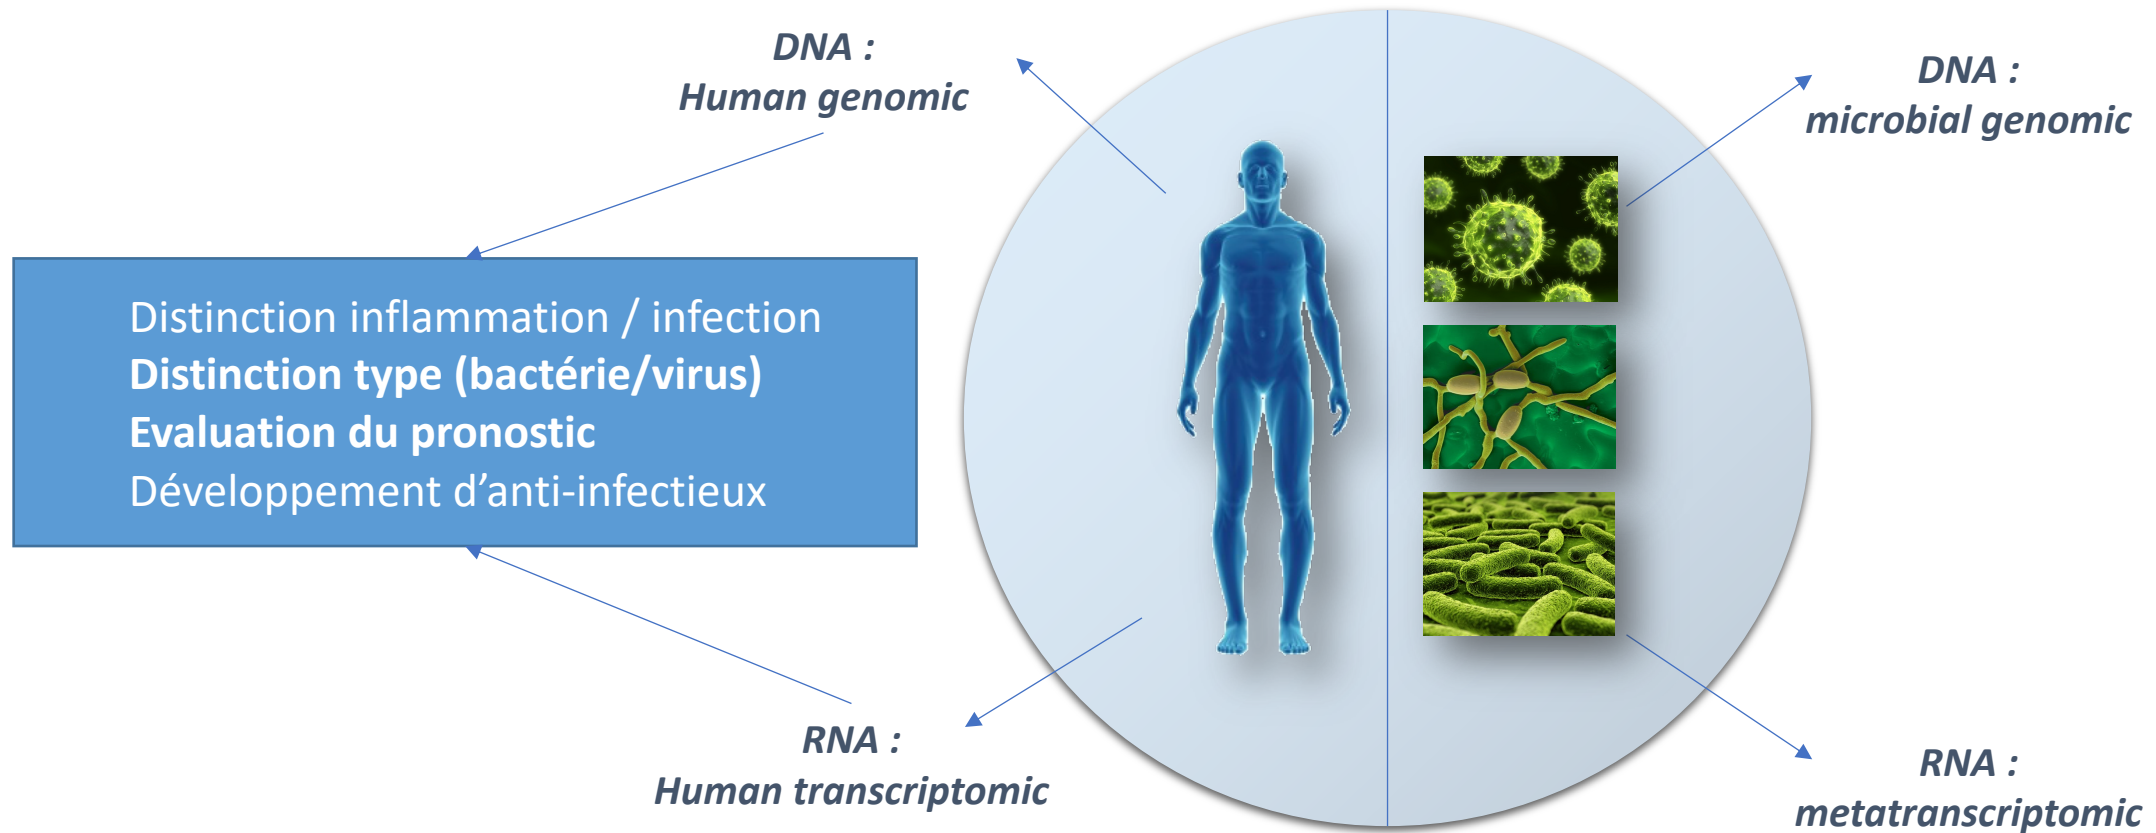 DNA :
Human genomic
DNA :
microbial genomic
Distinction inflammation / infection
Distinction type (bactérie/virus)
Evaluation du pronostic
Développement d’anti-infectieux
RNA :
Human transcriptomic
RNA :
metatranscriptomic